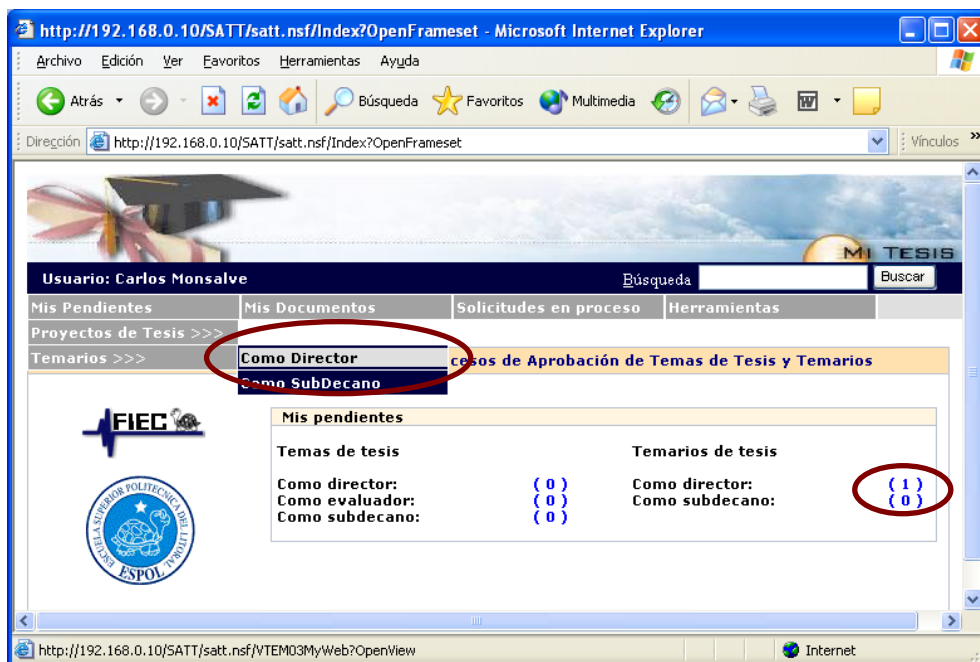 http://192.168.0.10/SATT/satt.nsf/Index?OpenFrameset - Microsoft Internet Explorer
Archivo Edición Ver Favoritos Herramientas Ayuda
Atrás Búsqueda Favoritos Multimedia
Dirección http://192.168.0.10/SATT/satt.nsf/Index?OpenFrameset Vínculos »
MI TESIS
Usuario: Carlos Monsalve Búsqueda Buscar
Mis Pendientes Mis Documentos Solicitudes en proceso Herramientas
Proyectos de Tesis >>>
Temarios >>> Como Director cesos de Aprobación de Temas de Tesis y Temarios
Como SubDecano
FIEC
Mis pendientes
Temas de tesis Temarios de tesis
Como director: ( 0 ) Como director: ( 1 )
Como evaluador: ( 0 ) Como subdecano: ( 0 )
Como subdecano: ( 0 )
ESCUELA SUPERIOR POLITECNICA DEL LITORAL
ESPOL
http://192.168.0.10/SATT/satt.nsf/VTEM03MyWeb?OpenView Internet